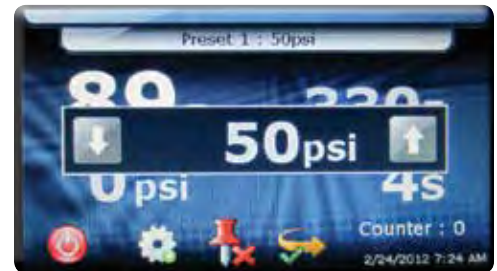 Preset 1 : 50psi
50psi
0psi 4s
Counter : 0
2/24/2012 7:24 AM